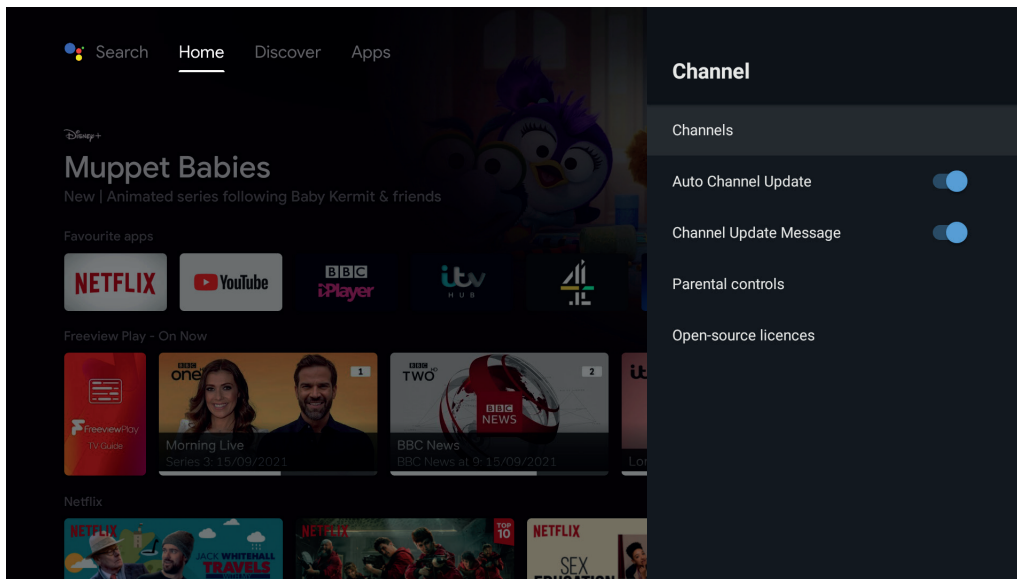 Search Home Discover Apps
Disney+
Muppet Babies
New | Animated series following Baby Kermit & friends
Favourite apps
NETFLIX
YouTube
BBC
iPlayer
itv
HUB
4
Freeview Play - On Now
FreeviewPlay
TV Guide
BBC
one
1
Morning Live
Series 3: 15/09/2021
BBC
TWO
HD
2
BBC
NEWS
BBC News
BBC News at 9: 15/09/2021
it
Lor
Netflix
NETFLIX
JACK WHITEHALL
TRAVELS
NETFLIX
TOP
10
NETFLIX
SEX
EDUCATION
Channel
Channels
Auto Channel Update
Channel Update Message
Parental controls
Open-source licences